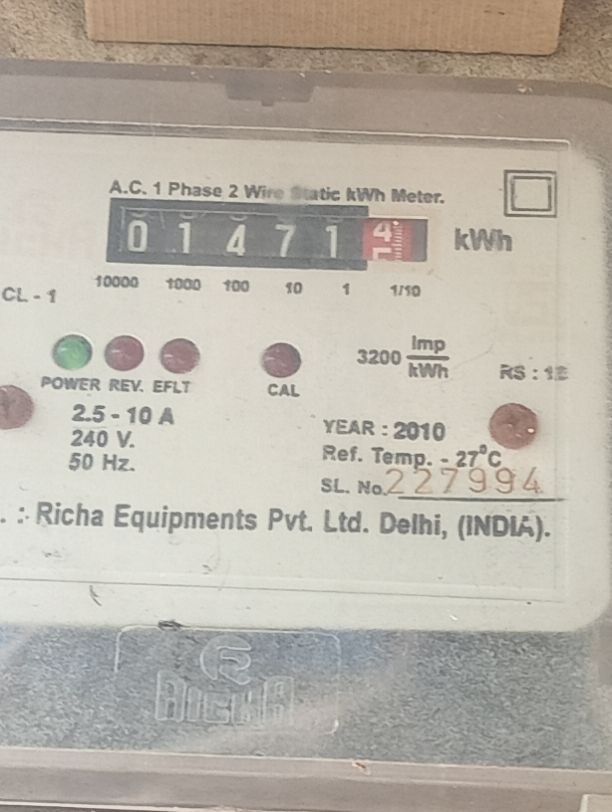 A.C. 1 Phase 2 Wire Static kWh Meter.
0 1 4 7 1 4 kWh
10000 1000 100 10 1 1/10
CL - 1
3200 Imp/kWh
RS : 
POWER REV. EFLT CAL
2.5 - 10 A
240 V.
50 Hz.
YEAR : 2010
Ref. Temp. - 27°C
SL. No. 227994
. :- Richa Equipments Pvt. Ltd. Delhi, (INDIA).
RICHA